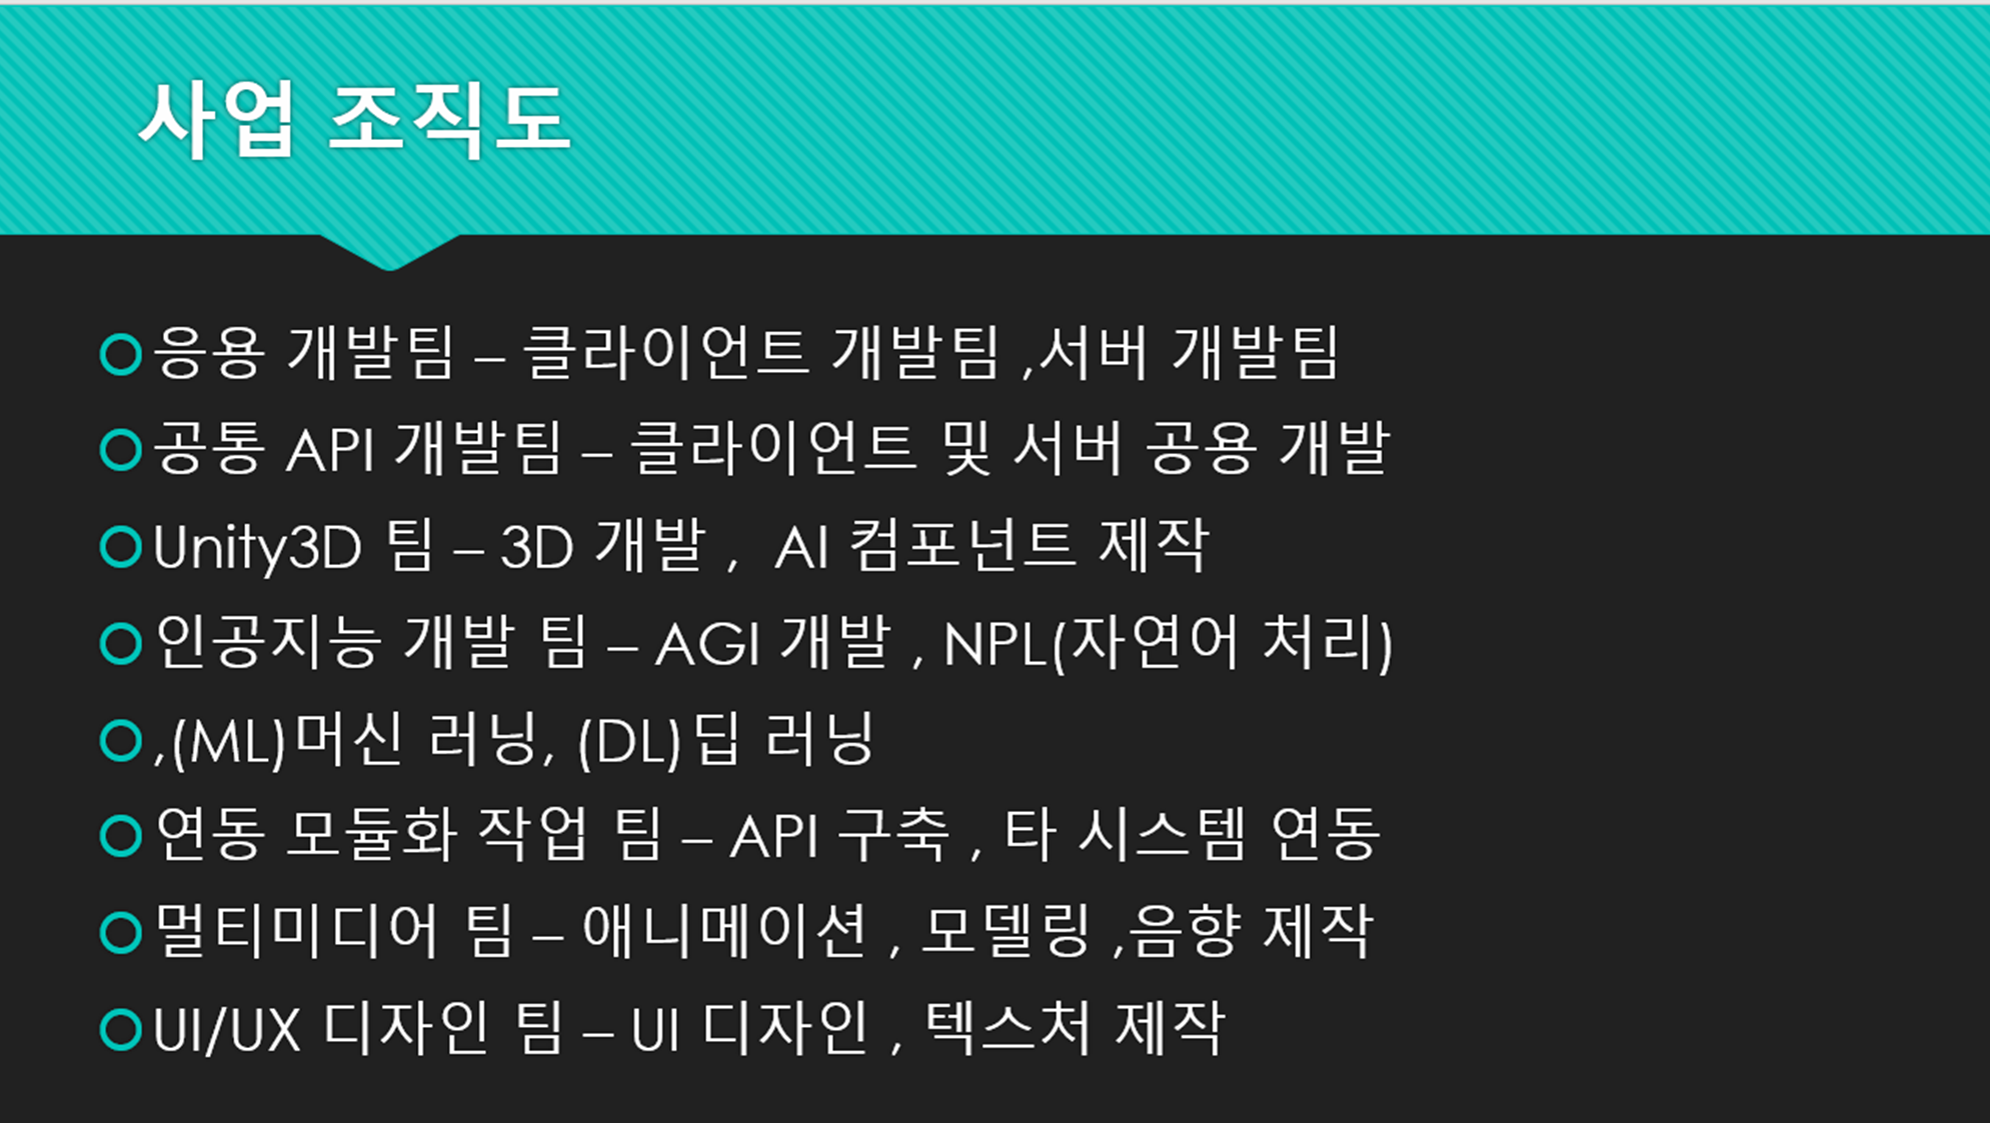 사업 조직도
응용 개발팀 – 클라이언트 개발팀 ,서버 개발팀
공통 API 개발팀 – 클라이언트 및 서버 공용 개발
Unity3D 팀 – 3D 개발 , AI 컴포넌트 제작
인공지능 개발 팀 – AGI 개발 , NPL(자연어 처리)
,(ML)머신 러닝, (DL)딥 러닝
연동 모듈화 작업 팀 – API 구축 , 타 시스템 연동
멀티미디어 팀 – 애니메이션 , 모델링 ,음향 제작
UI/UX 디자인 팀 – UI 디자인 , 텍스처 제작